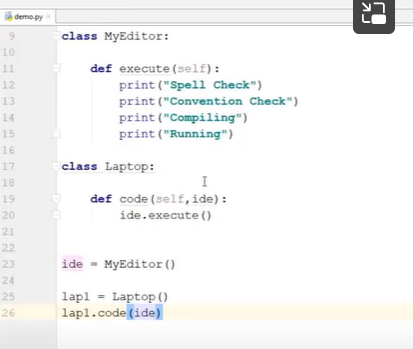 demo.py
9 class MyEditor:
10
11     def execute(self):
12         print("Spell Check")
13         print("Convention Check")
14         print("Compiling")
15         print("Running")
16
17 class Laptop:
18
19     def code(self,ide):
20         ide.execute()
21
22
23 ide = MyEditor()
24
25 lap1 = Laptop()
26 lap1.code(ide)